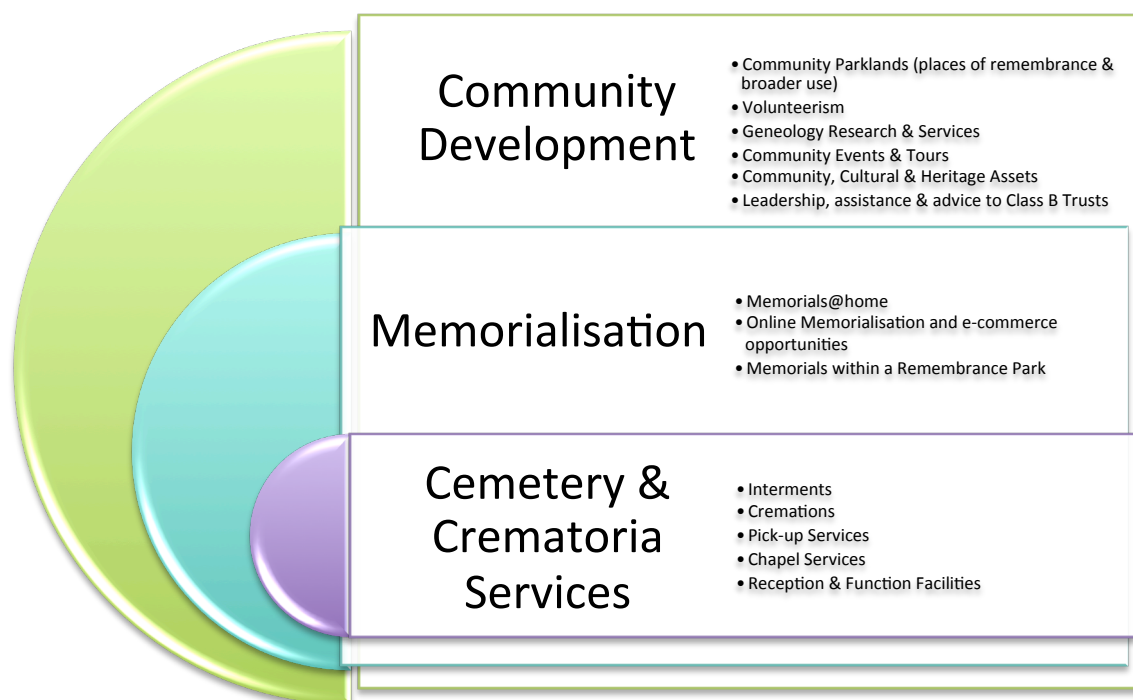 Community
Development
• Community Parklands (places of remembrance &
broader use)
• Volunteerism
• Geneology Research & Services
• Community Events & Tours
• Community, Cultural & Heritage Assets
• Leadership, assistance & advice to Class B Trusts
Memorialisation
• Memorials@home
• Online Memorialisation and e-commerce
opportunities
• Memorials within a Remembrance Park
Cemetery &
Crematoria
Services
• Interments
• Cremations
• Pick-up Services
• Chapel Services
• Reception & Function Facilities